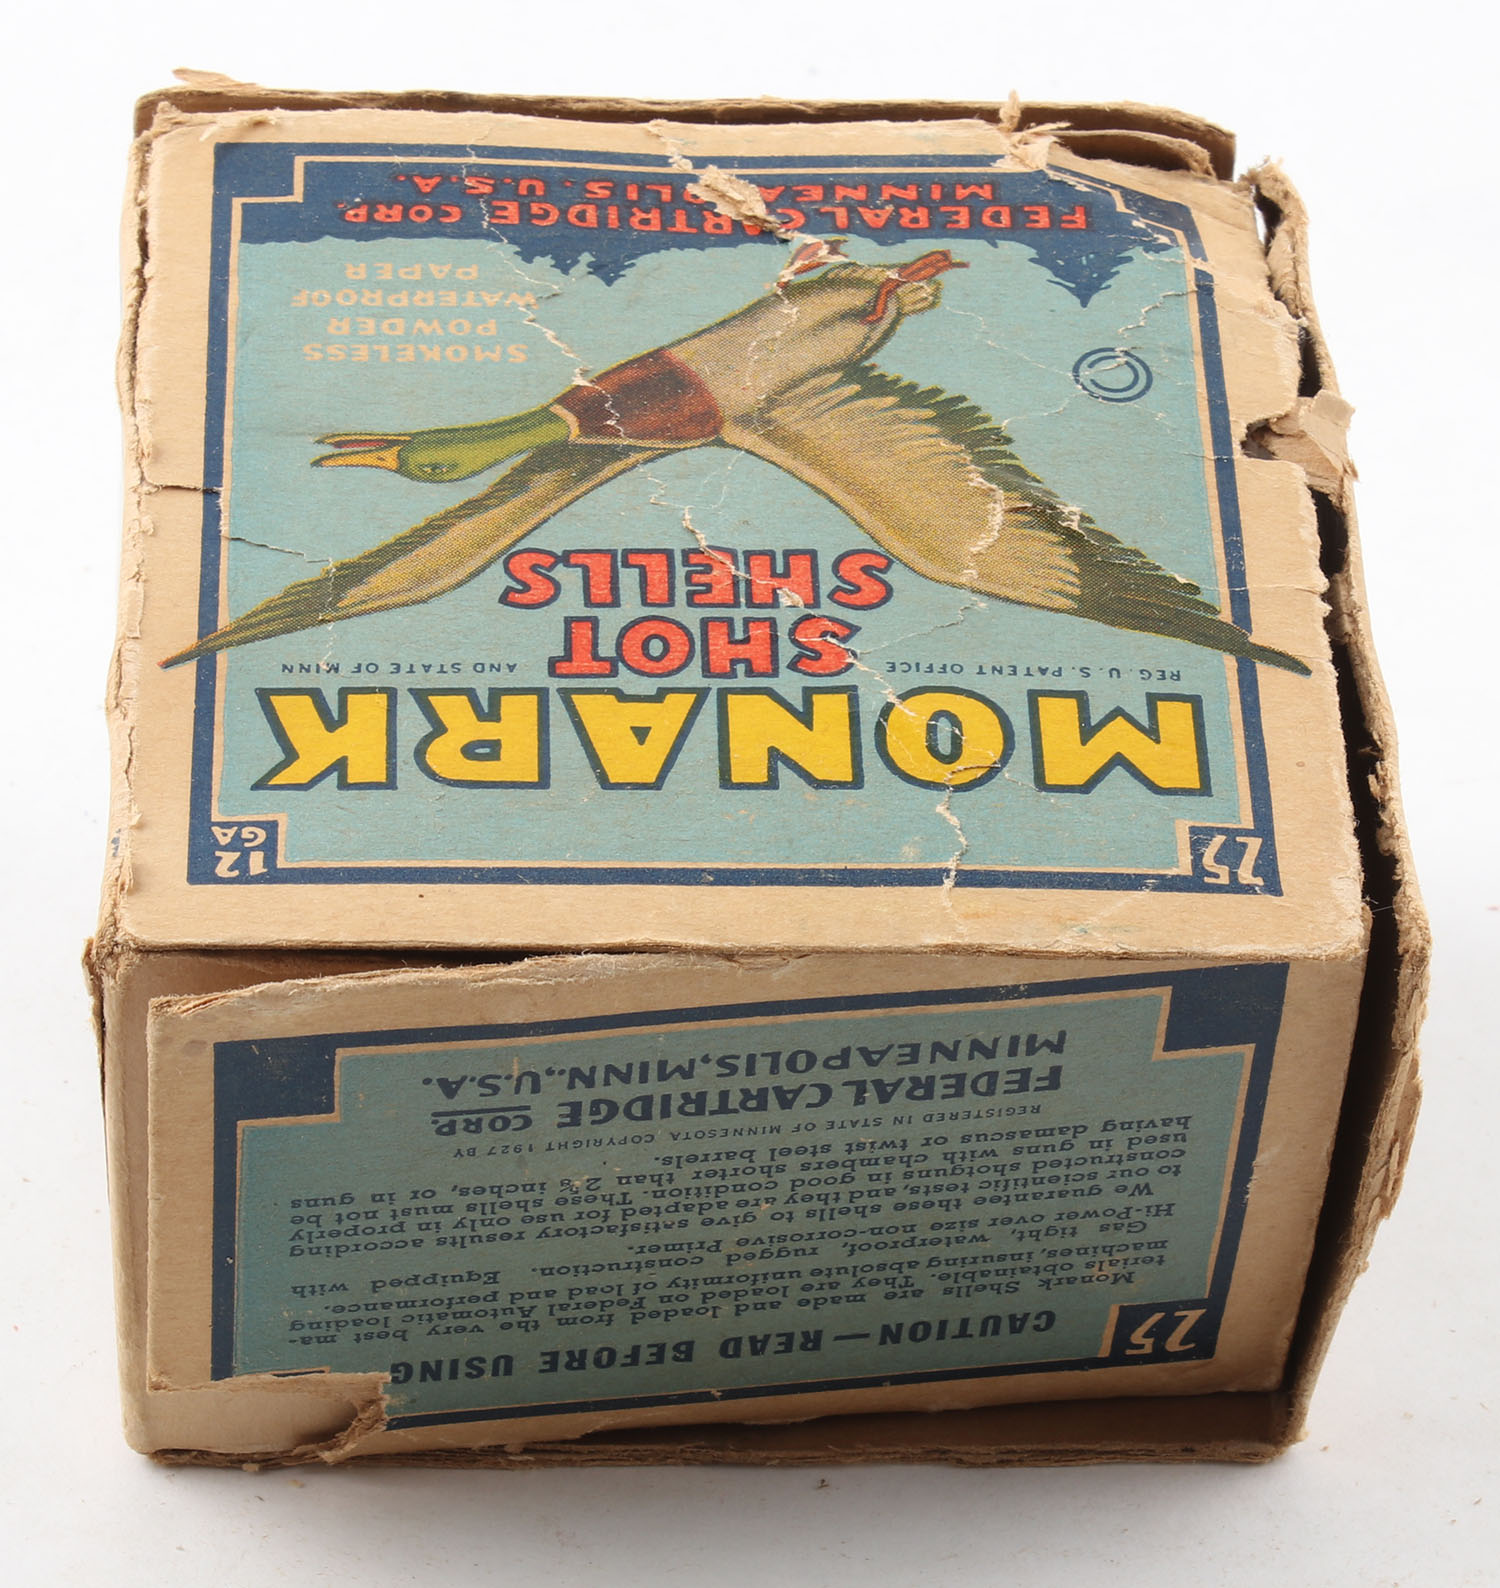 25
12
GA
MONARK
REG. U.S. PATENT OFFICE
AND STATE OF MINN
SHOT
SHELLS
C
SMOKELESS
POWDER
WATERPROOF
PAPER
FEDERAL CARTRIDGE CORP.
MINNEAPOLIS. U.S.A.
25
CAUTION—READ BEFORE USING
Monark Shells are made and loaded from the very best ma-
terials obtainable. They are loaded on Federal Automatic loading
machines, insuring absolute uniformity of load and performance.
Gas tight, waterproof, rugged construction. Equipped with
Hi-Power over size non-corrosive Primer.
We guarantee these shells to give satisfactory results according
to our scientific tests, and they are adapted for use only in properly
constructed shotguns in good condition. These shells must not be
used in guns with chambers shorter than 2⅝ inches, or in guns
having damascus or twist steel barrels.
REGISTERED IN STATE OF MINNESOTA COPYRIGHT 1927 BY
FEDERAL CARTRIDGE CORP.
MINNEAPOLIS, MINN., U.S.A.